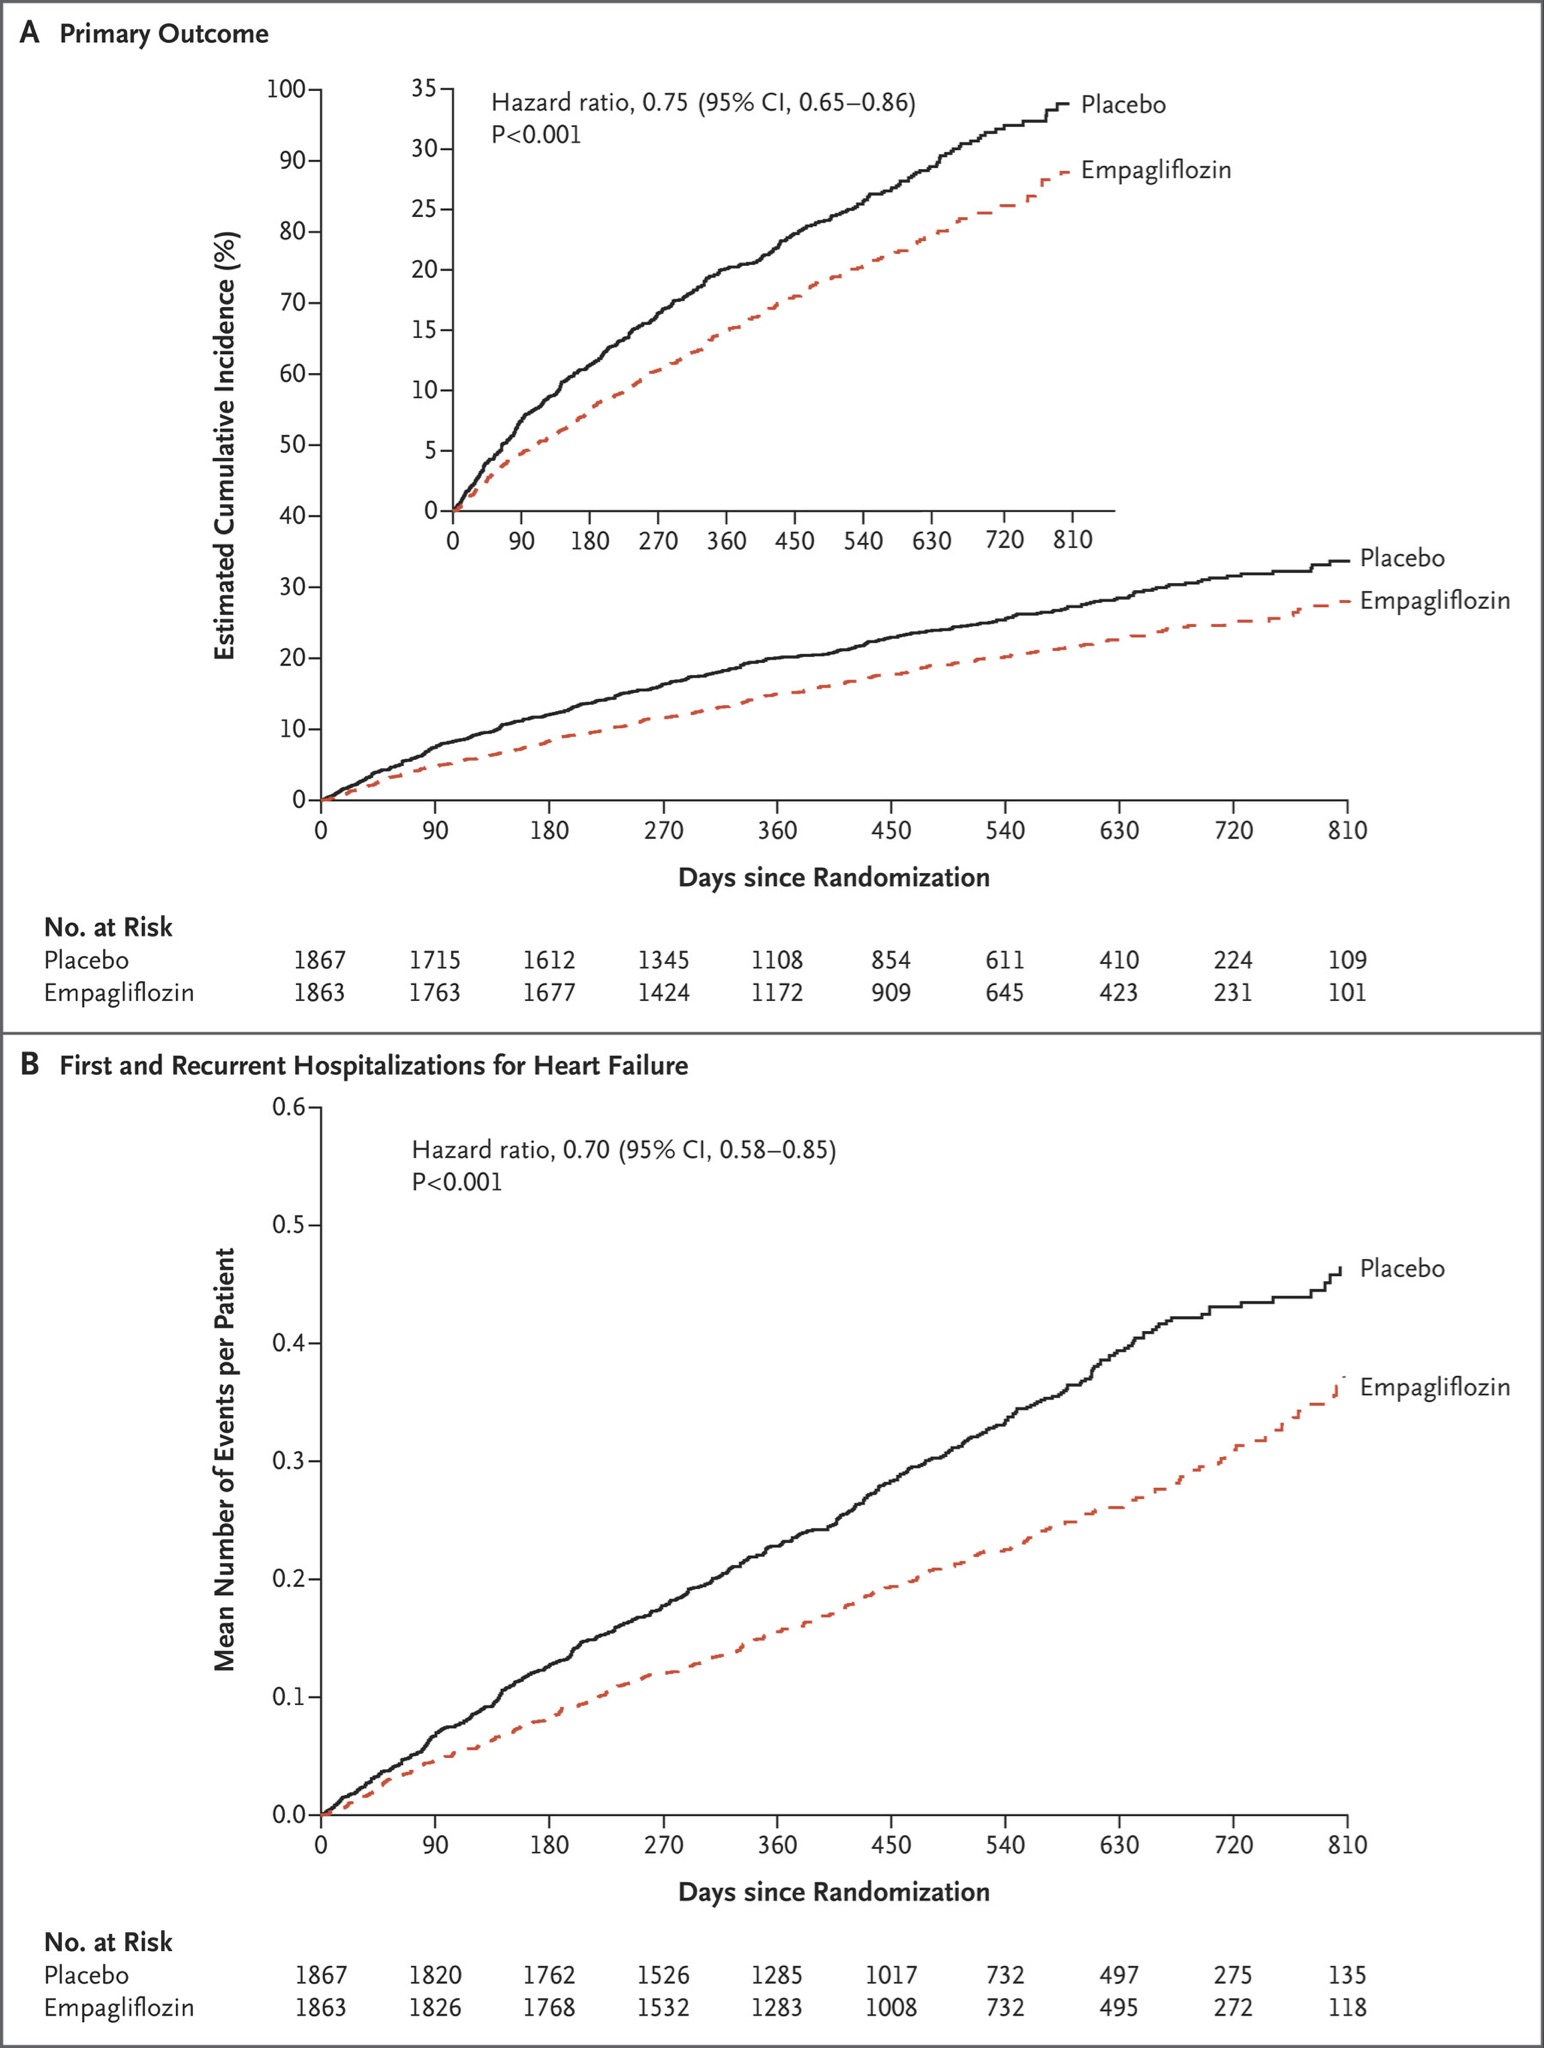 A Primary Outcome
Estimated Cumulative Incidence (%)
100
90
80
70
60
50
40
30
20
10
0
35
30
25
20
15
10
5
0
Hazard ratio, 0.75 (95% CI, 0.65–0.86)
P<0.001
Placebo
Empagliflozin
0 90 180 270 360 450 540 630 720 810
Placebo
Empagliflozin
0 90 180 270 360 450 540 630 720 810
Days since Randomization
No. at Risk
Placebo 1867 1715 1612 1345 1108 854 611 410 224 109
Empagliflozin 1863 1763 1677 1424 1172 909 645 423 231 101
B First and Recurrent Hospitalizations for Heart Failure
Mean Number of Events per Patient
0.6
0.5
0.4
0.3
0.2
0.1
0.0
Hazard ratio, 0.70 (95% CI, 0.58–0.85)
P<0.001
Placebo
Empagliflozin
0 90 180 270 360 450 540 630 720 810
Days since Randomization
No. at Risk
Placebo 1867 1820 1762 1526 1285 1017 732 497 275 135
Empagliflozin 1863 1826 1768 1532 1283 1008 732 495 272 118